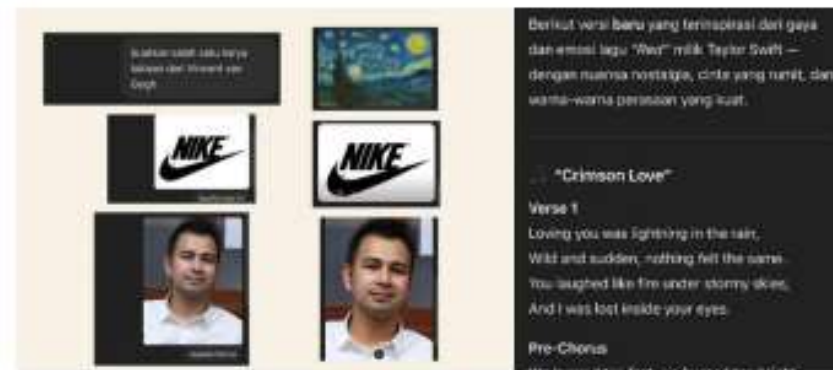 buatkan salah satu karya
lukisan dari Vincent van
Gogh
NIKE
NIKE
Berikut versi baru yang terinspirasi dari gaya
dan emosi lagu "Red" milik Taylor Swift —
dengan nuansa nostalgia, cinta yang rumit, dan
warna-warna perasaan yang kuat.
"Crimson Love"
Verse 1
Loving you was lightning in the rain,
Wild and sudden, nothing felt the same.
You laughed like fire under stormy skies,
And I was lost inside your eyes.
Pre-Chorus